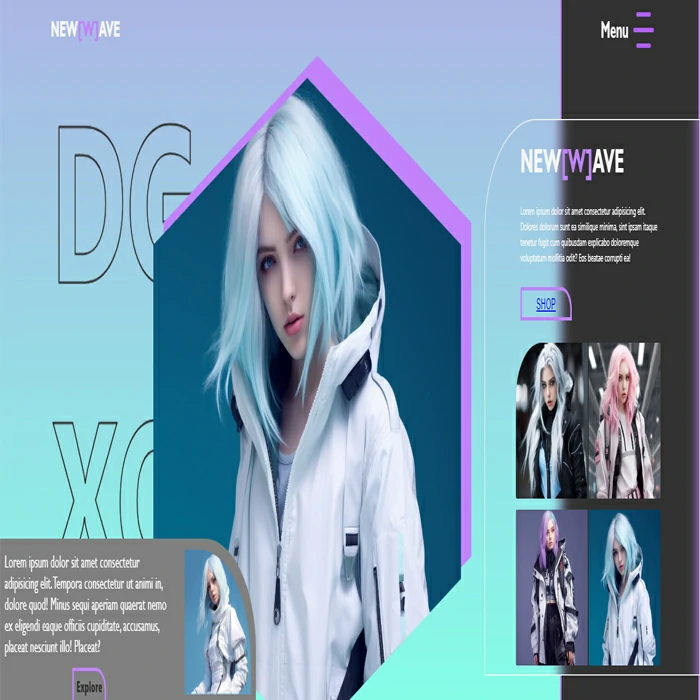 NEW[W]AVE
Menu
DG
XC
NEW[W]AVE
Lorem ipsum dolor sit amet consectetur adipisicing elit.
Dolores dolorum sunt ea similique minima, sint ipsam itaque
tenetur fugit cum quibusdam explicabo doloremque
voluptatum mollitia odit? Eos beatae corrupti ea!
SHOP
Lorem ipsum dolor sit amet consectetur
adipisicing elit. Tempora consectetur ut animi in,
dolore quod! Minus sequi aperiam quaerat nemo
ex eligendi eaque officiis cupiditate, accusamus,
placeat nesciunt illo! Placeat?
Explore